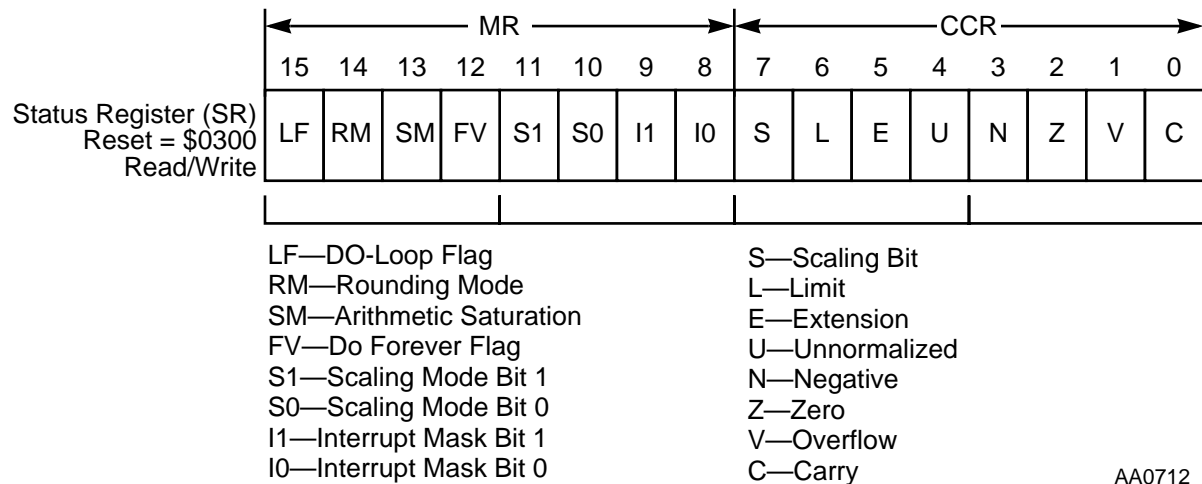 MR CCR
15 14 13 12 11 10 9 8 7 6 5 4 3 2 1 0
Status Register (SR)
Reset = $0300
Read/Write
LF RM SM FV S1 S0 I1 I0 S L E U N Z V C
LF—DO-Loop Flag
RM—Rounding Mode
SM—Arithmetic Saturation
FV—Do Forever Flag
S1—Scaling Mode Bit 1
S0—Scaling Mode Bit 0
I1—Interrupt Mask Bit 1
I0—Interrupt Mask Bit 0
S—Scaling Bit
L—Limit
E—Extension
U—Unnormalized
N—Negative
Z—Zero
V—Overflow
C—Carry
AA0712